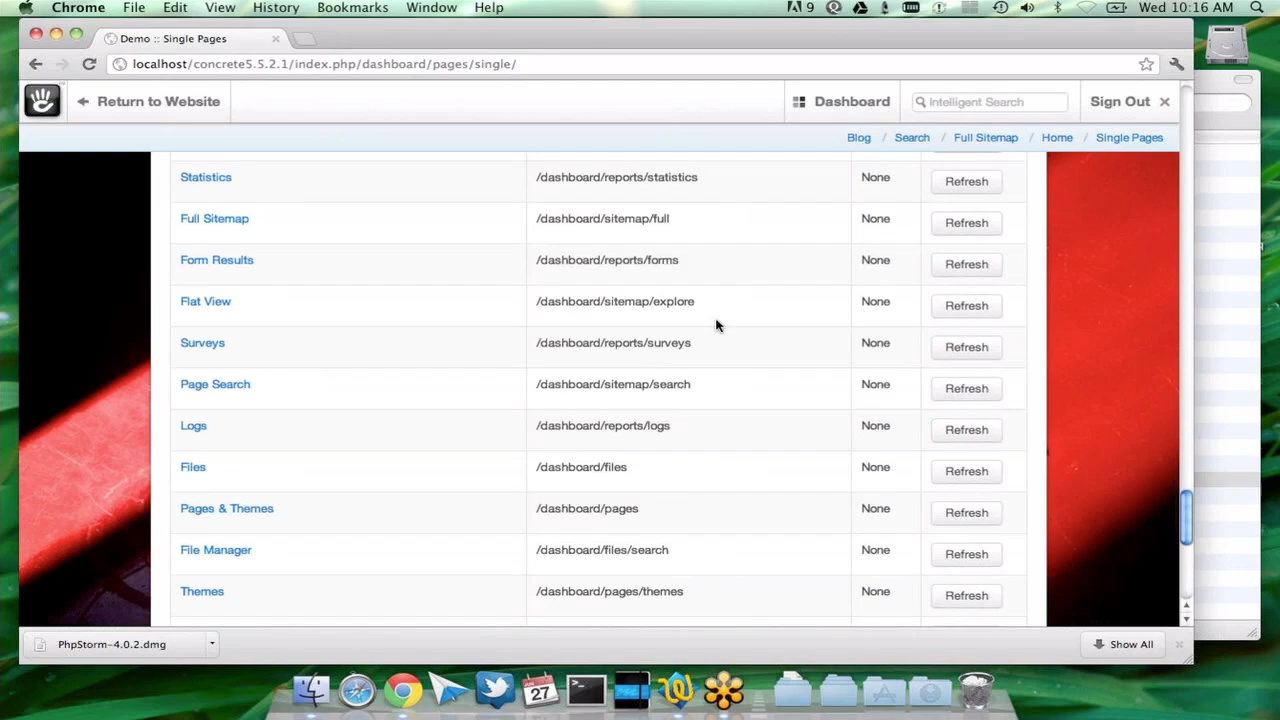 Chrome File Edit View History Bookmarks Window Help 9 Wed 10:16 AM
Demo :: Single Pages
localhost/concrete5.5.2.1/index.php/dashboard/pages/single/
Return to Website Dashboard Intelligent Search Sign Out
Blog / Search / Full Sitemap / Home / Single Pages
Statistics /dashboard/reports/statistics None Refresh
Full Sitemap /dashboard/sitemap/full None Refresh
Form Results /dashboard/reports/forms None Refresh
Flat View /dashboard/sitemap/explore None Refresh
Surveys /dashboard/reports/surveys None Refresh
Page Search /dashboard/sitemap/search None Refresh
Logs /dashboard/reports/logs None Refresh
Files /dashboard/files None Refresh
Pages & Themes /dashboard/pages None Refresh
File Manager /dashboard/files/search None Refresh
Themes /dashboard/pages/themes None Refresh
PhpStorm-4.0.2.dmg Show All
27